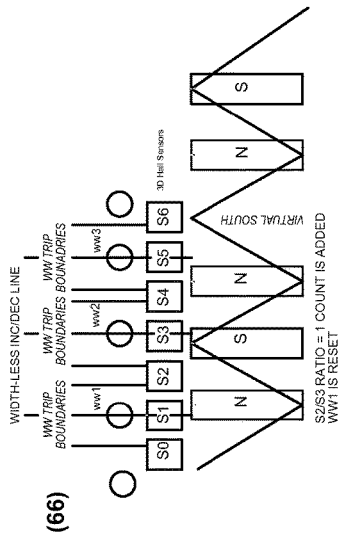 (66)
WIDTH-LESS INC/DEC LINE
WW TRIP
BOUNDARIES
WW TRIP
BOUNDARIES
WW TRIP
BOUNADRIES
ww1
ww2
ww3
S0
S1
S2
S3
S4
S5
S6
3D Hall Sensors
N
S
N
VIRTUAL SOUTH
N
S
S2/S3 RATIO = 1 COUNT IS ADDED
WW1 IS RESET